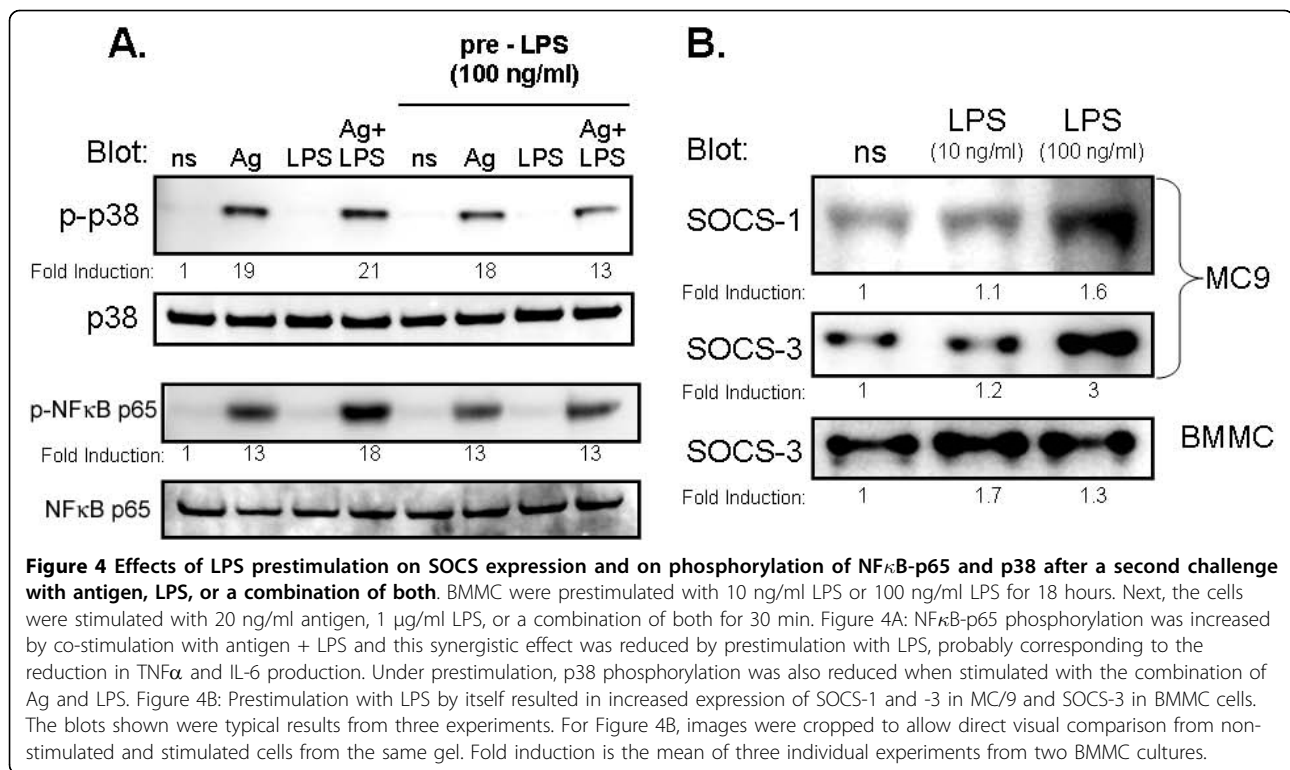 A.
pre - LPS
(100 ng/ml)
Blot: ns Ag LPS Ag+ LPS ns Ag LPS Ag+ LPS
p-p38
Fold Induction: 1 19 21 18 13
p38
p-NFκB p65
Fold Induction: 1 13 18 13 13
NFκB p65
B.
Blot: ns LPS (10 ng/ml) LPS (100 ng/ml)
SOCS-1
Fold Induction: 1 1.1 1.6
MC9
SOCS-3
Fold Induction: 1 1.2 3
SOCS-3
BMMC
Fold Induction: 1 1.7 1.3
Figure 4 Effects of LPS prestimulation on SOCS expression and on phosphorylation of NFκB-p65 and p38 after a second challenge
with antigen, LPS, or a combination of both. BMMC were prestimulated with 10 ng/ml LPS or 100 ng/ml LPS for 18 hours. Next, the cells
were stimulated with 20 ng/ml antigen, 1 μg/ml LPS, or a combination of both for 30 min. Figure 4A: NFκB-p65 phosphorylation was increased
by co-stimulation with antigen + LPS and this synergistic effect was reduced by prestimulation with LPS, probably corresponding to the
reduction in TNFα and IL-6 production. Under prestimulation, p38 phosphorylation was also reduced when stimulated with the combination of
Ag and LPS. Figure 4B: Prestimulation with LPS by itself resulted in increased expression of SOCS-1 and -3 in MC/9 and SOCS-3 in BMMC cells.
The blots shown were typical results from three experiments. For Figure 4B, images were cropped to allow direct visual comparison from non-
stimulated and stimulated cells from the same gel. Fold induction is the mean of three individual experiments from two BMMC cultures.